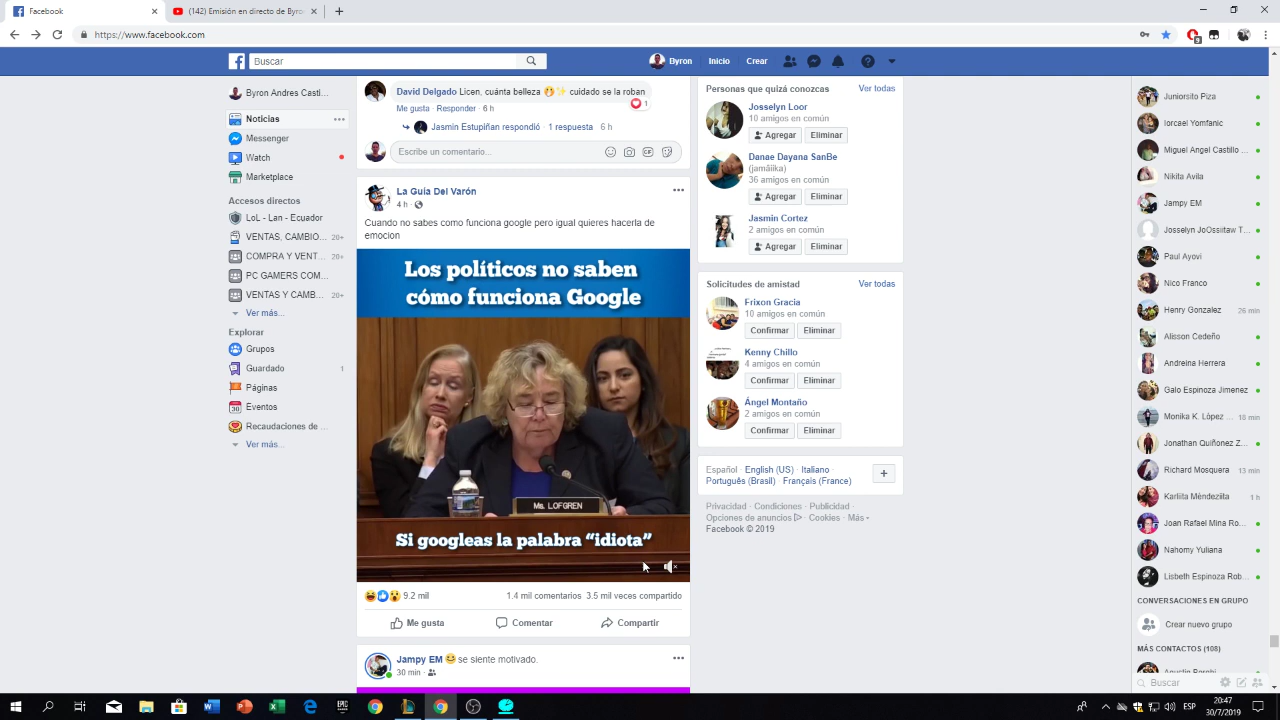 Facebook
(142) Emisión en directo de Byro
https://www.facebook.com
Buscar
Byron
Inicio
Crear
Byron Andres Casti...
Noticias
Messenger
Watch
Marketplace
Accesos directos
LoL - Lan - Ecuador
VENTAS, CAMBIO... 20+
COMPRA Y VENT... 20+
PC GAMERS COM...
VENTAS Y CAMB... 20+
Ver más...
Explorar
Grupos
Guardado 1
Páginas
Eventos
Recaudaciones de ...
Ver más...
David Delgado Licen, cuánta belleza 🤭✨ cuidado se la roban
1
Me gusta · Responder · 6 h
Jasmin Estupiñan respondió · 1 respuesta 6 h
Escribe un comentario...
GIF
La Guía Del Varón
4 h ·
Cuando no sabes como funciona google pero igual quieres hacerla de
emocion
Los políticos no saben
cómo funciona Google
Ms. LOFGREN
Si googleas la palabra “idiota”
9.2 mil
1.4 mil comentarios 3.5 mil veces compartido
Me gusta
Comentar
Compartir
Jampy EM 😄 se siente motivado.
30 min ·
Personas que quizá conozcas
Ver todas
Josselyn Loor
10 amigos en común
Agregar
Eliminar
Danae Dayana SanBe
(jamâiika)
36 amigos en común
Agregar
Eliminar
Jasmin Cortez
2 amigos en común
Agregar
Eliminar
Solicitudes de amistad
Ver todas
Frixon Gracia
10 amigos en común
Confirmar
Eliminar
Kenny Chillo
4 amigos en común
Confirmar
Eliminar
Ángel Montaño
2 amigos en común
Confirmar
Eliminar
Español · English (US) · Italiano ·
Português (Brasil) · Français (France)
Privacidad · Condiciones · Publicidad ·
Opciones de anuncios · Cookies · Más
Facebook © 2019
Juniorsito Piza
Iorcael Yomfanic
Miguel Angel Castillo ...
Nikita Avila
Jampy EM
Josselyn JoOssiitaw T...
Paul Ayovi
Nico Franco
Henry Gonzalez 26 min
Alisson Cedeño
Andreina Herrera
Galo Espinoza Jimenez
Monika K. López ... 18 min
Jonathan Quiñonez Z...
Richard Mosquera 13 min
Karliita Mëndeziita 1 h
Joan Rafael Mina Ro...
Nahomy Yuliana
Lisbeth Espinoza Rob...
CONVERSACIONES EN GRUPO
Crear nuevo grupo
MÁS CONTACTOS (108)
Buscar
ESP
20:47
30/7/2019